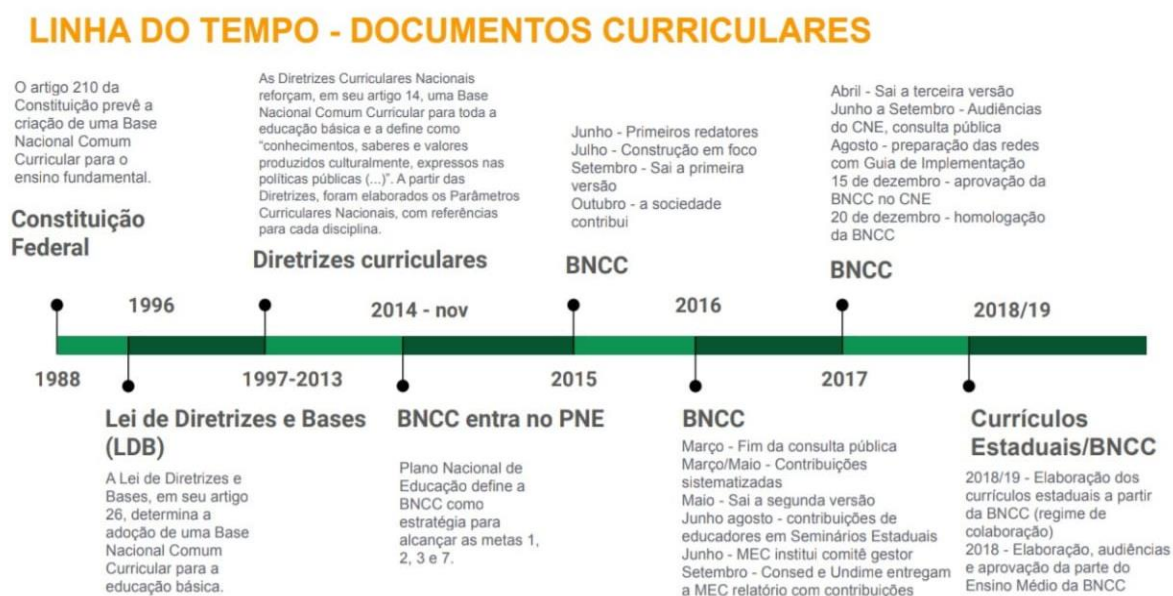 LINHA DO TEMPO - DOCUMENTOS CURRICULARES
O artigo 210 da
Constituição prevê a
criação de uma Base
Nacional Comum
Curricular para o
ensino fundamental.
Constituição
Federal
As Diretrizes Curriculares Nacionais
reforçam, em seu artigo 14, uma Base
Nacional Comum Curricular para toda a
educação básica e a define como
“conhecimentos, saberes e valores
produzidos culturalmente, expressos nas
políticas públicas (...)”. A partir das
Diretrizes, foram elaborados os Parâmetros
Curriculares Nacionais, com referências
para cada disciplina.
Diretrizes curriculares
Junho - Primeiros redatores
Julho - Construção em foco
Setembro - Sai a primeira
versão
Outubro - a sociedade
contribui
BNCC
Abril - Sai a terceira versão
Junho a Setembro - Audiências
do CNE, consulta pública
Agosto - preparação das redes
com Guia de Implementação
15 de dezembro - aprovação da
BNCC no CNE
20 de dezembro - homologação
da BNCC
BNCC
1996
2014 - nov
2016
2018/19
1988
1997-2013
2015
2017
Lei de Diretrizes e Bases
(LDB)
A Lei de Diretrizes e
Bases, em seu artigo
26, determina a
adoção de uma Base
Nacional Comum
Curricular para a
educação básica.
BNCC entra no PNE
Plano Nacional de
Educação define a
BNCC como
estratégia para
alcançar as metas 1,
2, 3 e 7.
BNCC
Março - Fim da consulta pública
Março/Maio - Contribuições
sistematizadas
Maio - Sai a segunda versão
Junho agosto - contribuições de
educadores em Seminários Estaduais
Junho - MEC institui comitê gestor
Setembro - Consed e Undime entregam
a MEC relatório com contribuições
Currículos
Estaduais/BNCC
2018/19 - Elaboração dos
currículos estaduais a partir
da BNCC (regime de
colaboração)
2018 - Elaboração, audiências
e aprovação da parte do
Ensino Médio da BNCC